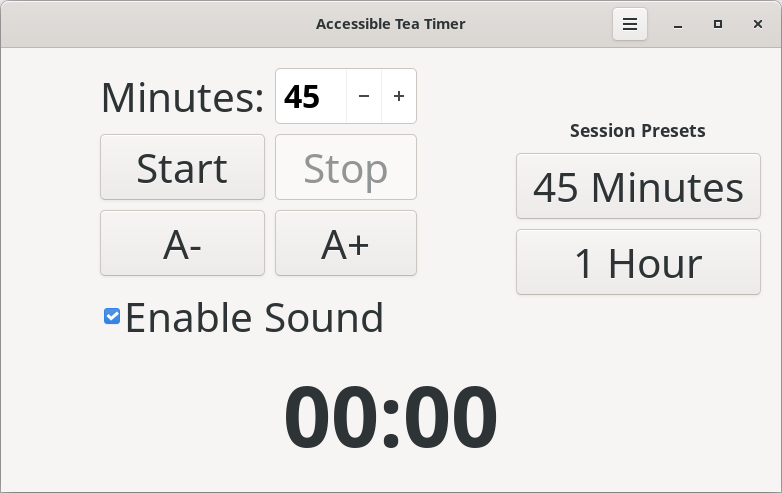 Accessible Tea Timer
Minutes: 45 − +
Start Stop
A- A+
Enable Sound
Session Presets
45 Minutes
1 Hour
00:00